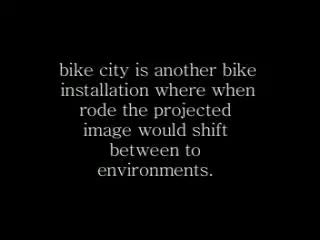 bike city is another bike
installation where when
rode the projected
image would shift
between to
environments.